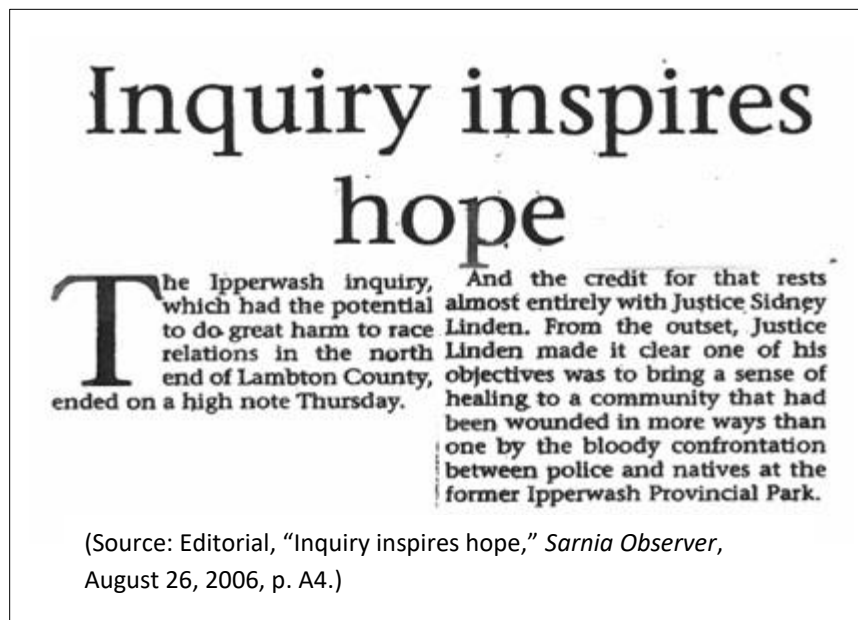 Inquiry inspires
hope
The Ipperwash inquiry,
which had the potential
to do great harm to race
relations in the north
end of Lambton County,
ended on a high note Thursday.
And the credit for that rests
almost entirely with Justice Sidney
Linden. From the outset, Justice
Linden made it clear one of his
objectives was to bring a sense of
healing to a community that had
been wounded in more ways than
one by the bloody confrontation
between police and natives at the
former Ipperwash Provincial Park.
(Source: Editorial, “Inquiry inspires hope,” Sarnia Observer,
August 26, 2006, p. A4.)